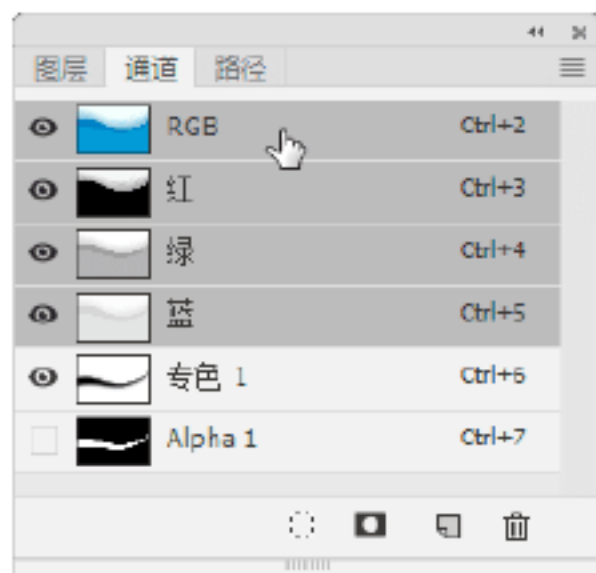 图层 通道 路径
RGB Ctrl+2
红 Ctrl+3
绿 Ctrl+4
蓝 Ctrl+5
专色 1 Ctrl+6
Alpha 1 Ctrl+7